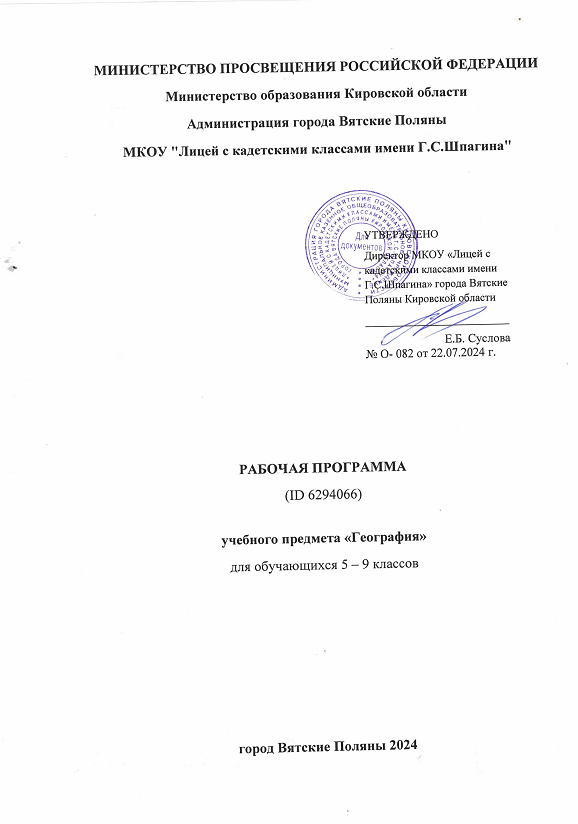 МИНИСТЕРСТВО ПРОСВЕЩЕНИЯ РОССИЙСКОЙ ФЕДЕРАЦИИ
Министерство образования Кировской области
Администрация города Вятские Поляны
МКОУ "Лицей с кадетскими классами имени Г.С.Шпагина"
Для
документов
УТВЕРЖДЕНО
Директор МКОУ «Лицей с
кадетскими классами имени
Г.С.Шпагина» города Вятские
Поляны Кировской области
Е.Б. Суслова
№ О- 082 от 22.07.2024 г.
РАБОЧАЯ ПРОГРАММА
(ID 6294066)
учебного предмета «География»
для обучающихся 5 – 9 классов
город Вятские Поляны 2024